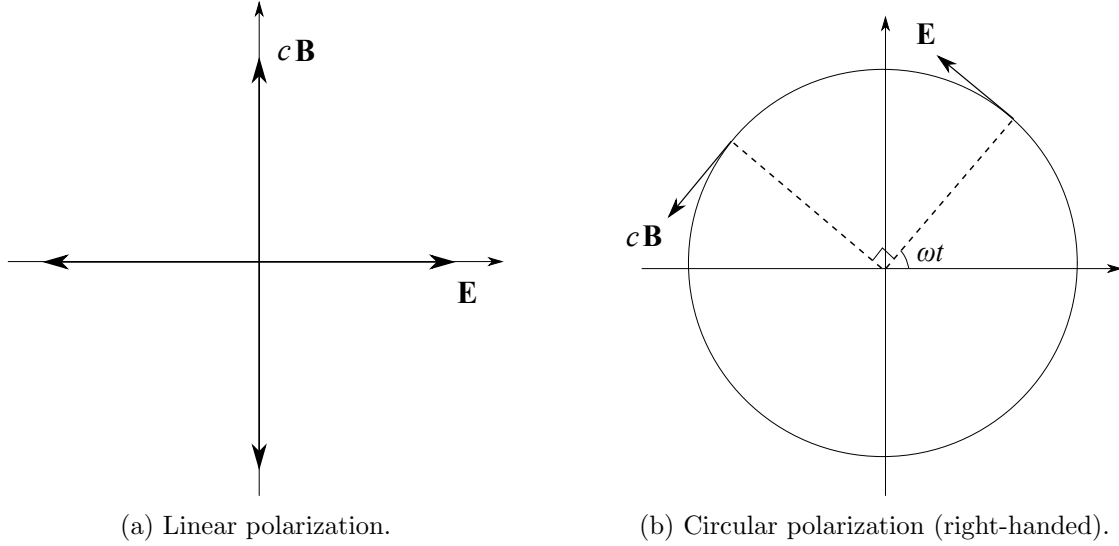 cB
E
(a) Linear polarization.
E
cB
ωt
(b) Circular polarization (right-handed).